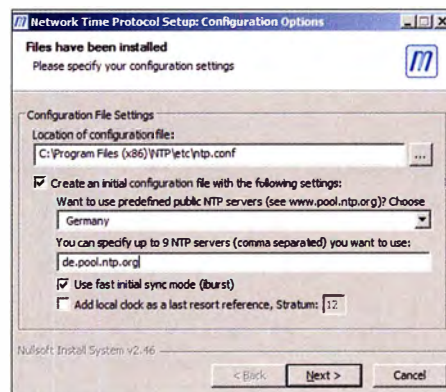 Network Time Protocol Setup: Configuration Options
Files have been installed
Please specify your configuration settings
Configuration File Settings
Location of configuration file:
C:\Program Files (x86)\NTP\etc\ntp.conf
...
Create an initial configuration file with the following settings:
Want to use predefined public NTP servers (see www.pool.ntp.org)? Choose
Germany
You can specify up to 9 NTP servers (comma separated) you want to use:
de.pool.ntp.org
Use fast initial sync mode (iburst)
Add local clock as a last resort reference, Stratum: 12
Nullsoft Install System v2.46
< Back Next > Cancel